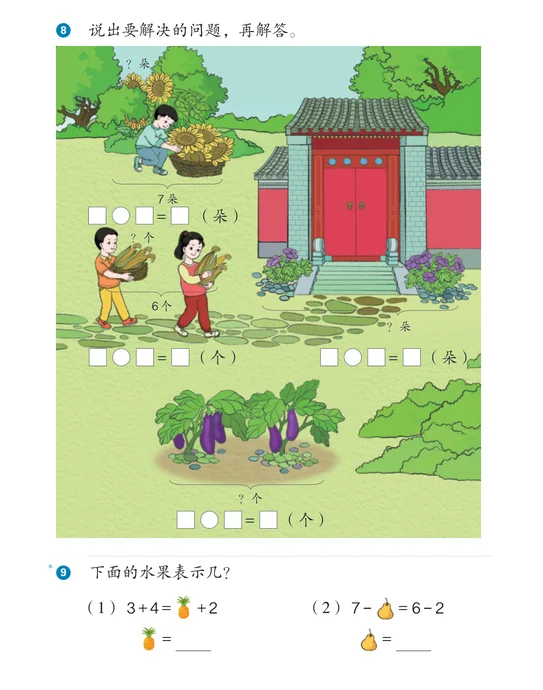 8 说出要解决的问题，再解答。
? 朵
7朵
□○□=□（朵）
? 个
6个
□○□=□（个）
? 朵
□○□=□（朵）
? 个
□○□=□（个）
9 下面的水果表示几?
（1）3+4= +2
= ____
（2）7- =6-2
= ____